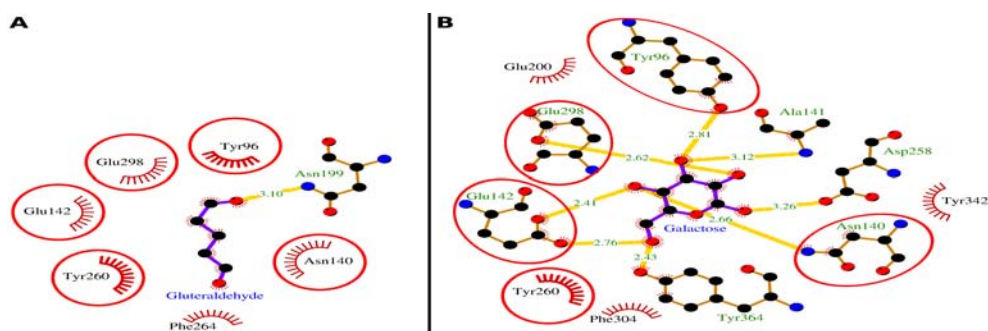 A
Glu298
Tyr96
Asn199
3.10
Glu142
Tyr260
Asn140
Gluteraldehyde
Phe264
B
Glu200
Tyr96
Glu298
Ala141
2.81
Asp258
2.62
3.12
Glu142
Tyr342
2.41
3.26
2.66
Galactose
Asn140
2.76
2.43
Tyr260
Phe304
Tyr364